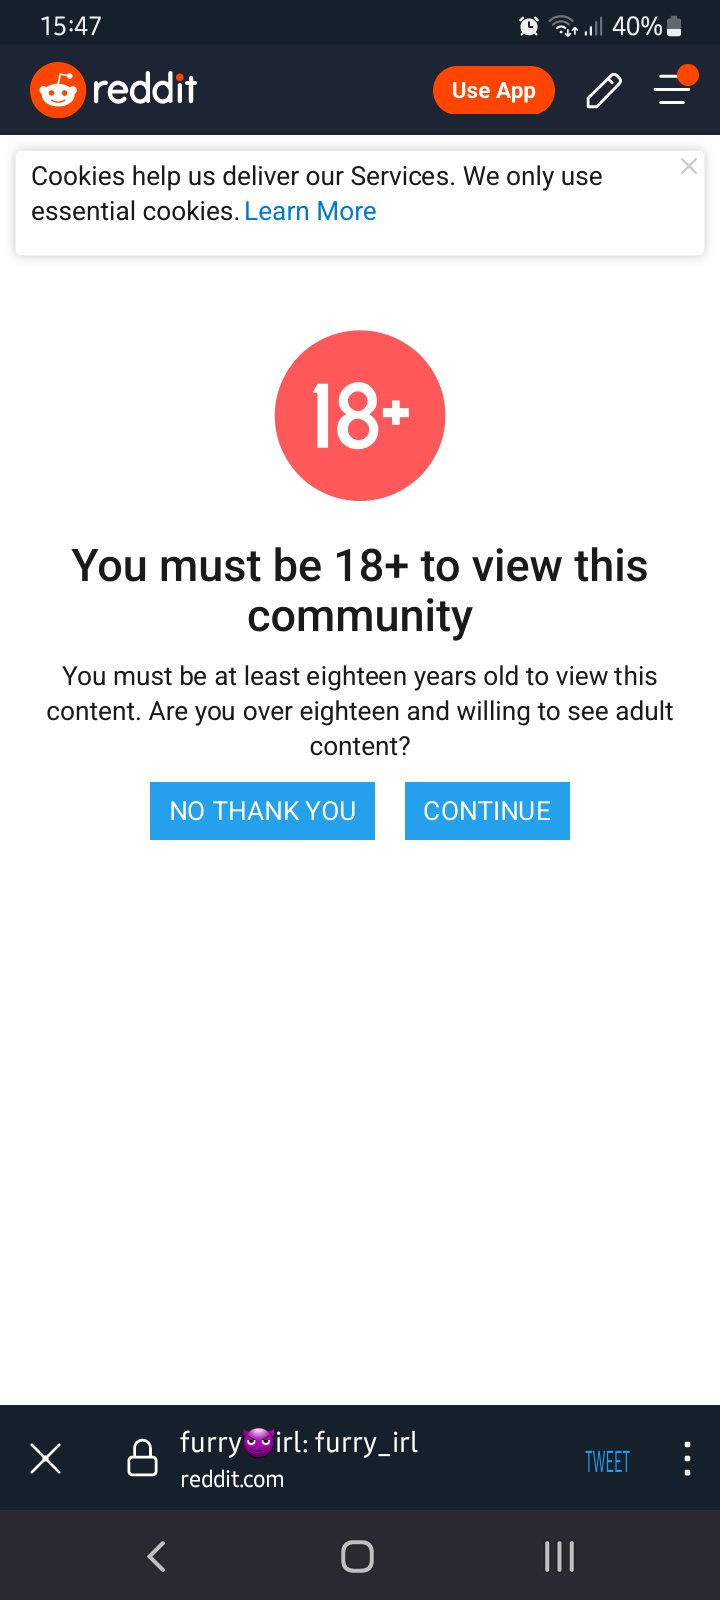 15:47 40%
reddit Use App
Cookies help us deliver our Services. We only use
essential cookies. Learn More
18+
You must be 18+ to view this
community
You must be at least eighteen years old to view this
content. Are you over eighteen and willing to see adult
content?
NO THANK YOU CONTINUE
furry😈irl: furry_irl
reddit.com
TWEET